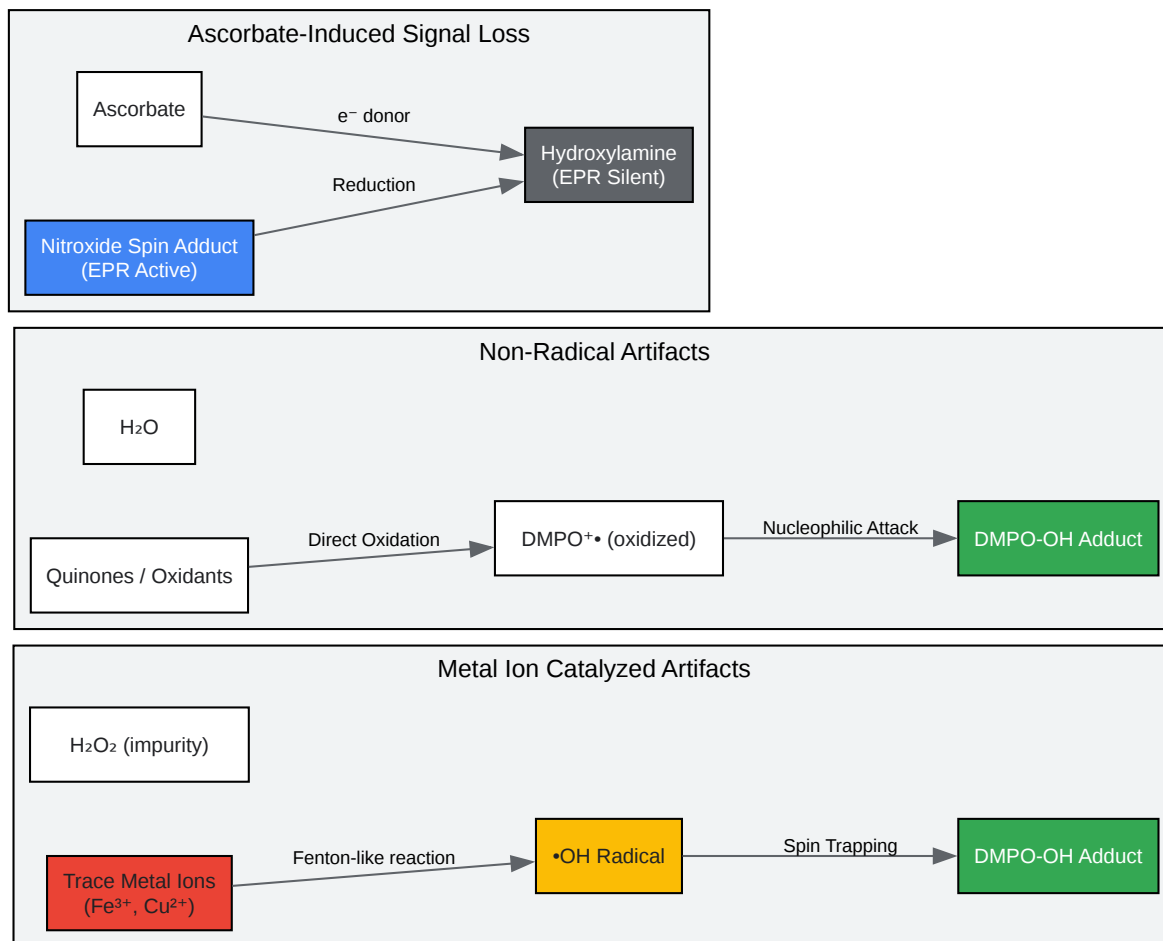 Ascorbate-Induced Signal Loss
Ascorbate
e⁻ donor
Hydroxylamine
(EPR Silent)
Reduction
Nitroxide Spin Adduct
(EPR Active)
Non-Radical Artifacts
H₂O
Quinones / Oxidants
Direct Oxidation
DMPO⁺• (oxidized)
Nucleophilic Attack
DMPO-OH Adduct
Metal Ion Catalyzed Artifacts
H₂O₂ (impurity)
Trace Metal Ions
(Fe³⁺, Cu²⁺)
Fenton-like reaction
•OH Radical
Spin Trapping
DMPO-OH Adduct